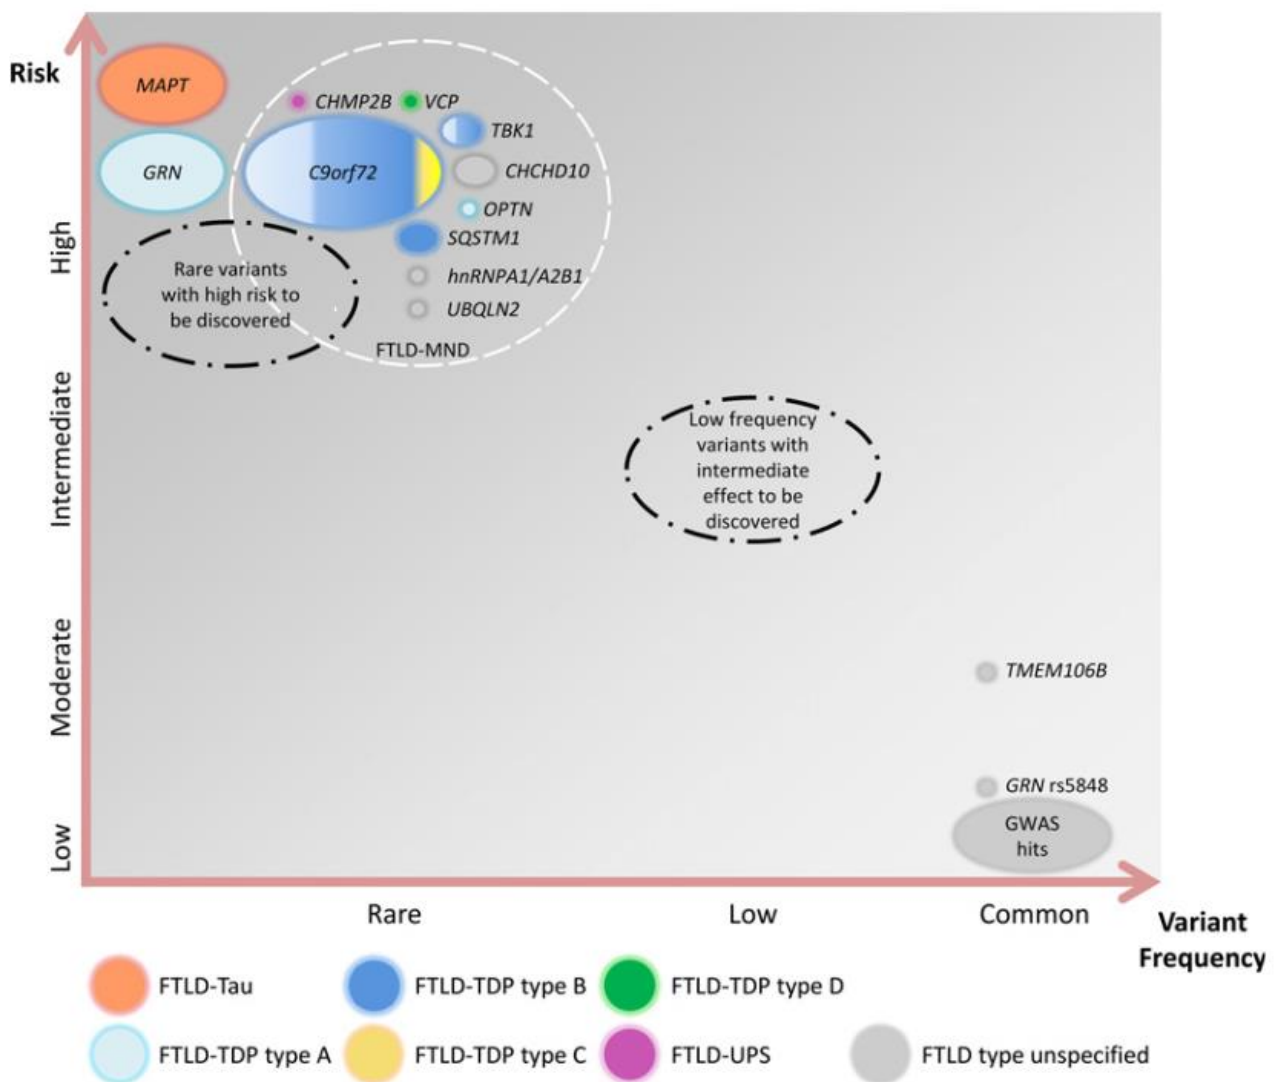 Risk
High
Intermediate
Moderate
Low
MAPT
GRN
CHMP2B
VCP
TBK1
C9orf72
CHCHD10
OPTN
SQSTM1
hnRNPA1/A2B1
UBQLN2
FTLD-MND
Rare variants
with high risk to
be discovered
Low frequency
variants with
intermediate
effect to be
discovered
TMEM106B
GRN rs5848
GWAS
hits
Rare
Low
Common
Variant
Frequency
FTLD-Tau
FTLD-TDP type B
FTLD-TDP type D
FTLD-TDP type A
FTLD-TDP type C
FTLD-UPS
FTLD type unspecified